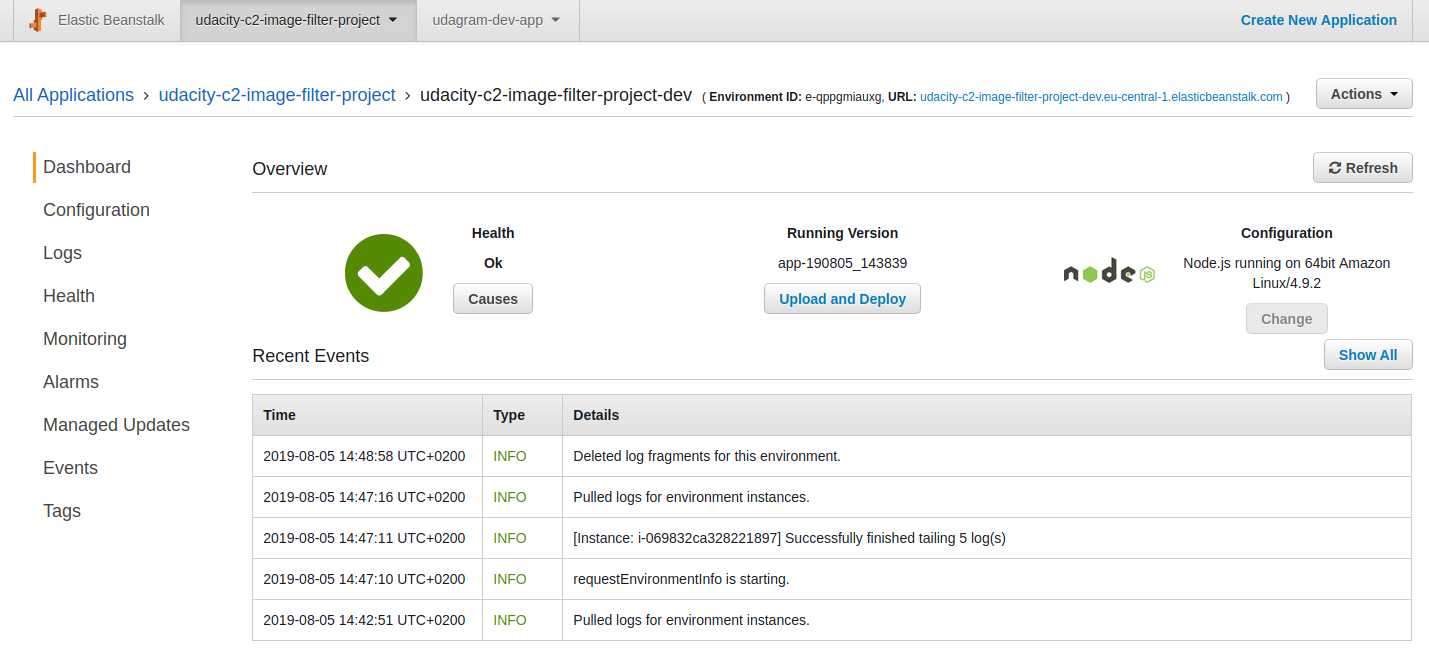 Elastic Beanstalk udacity-c2-image-filter-project udagram-dev-app Create New Application
All Applications › udacity-c2-image-filter-project › udacity-c2-image-filter-project-dev ( Environment ID: e-qppgmiauxg, URL: udacity-c2-image-filter-project-dev.eu-central-1.elasticbeanstalk.com ) Actions
Dashboard
Configuration
Logs
Health
Monitoring
Alarms
Managed Updates
Events
Tags
Overview Refresh
Health
Ok
Causes
Running Version
app-190805_143839
Upload and Deploy
node JS
Configuration
Node.js running on 64bit Amazon
Linux/4.9.2
Change
Recent Events Show All
Time Type Details
2019-08-05 14:48:58 UTC+0200 INFO Deleted log fragments for this environment.
2019-08-05 14:47:16 UTC+0200 INFO Pulled logs for environment instances.
2019-08-05 14:47:11 UTC+0200 INFO [Instance: i-069832ca328221897] Successfully finished tailing 5 log(s)
2019-08-05 14:47:10 UTC+0200 INFO requestEnvironmentInfo is starting.
2019-08-05 14:42:51 UTC+0200 INFO Pulled logs for environment instances.